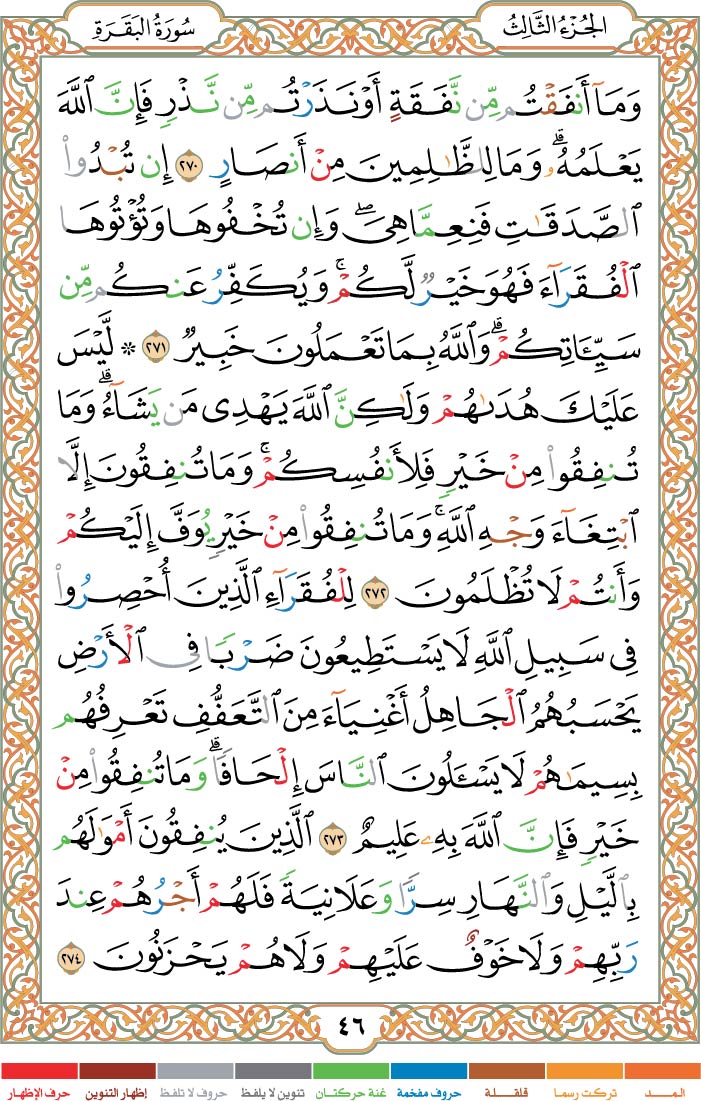 الجُزْءُ الثَّالِثُ
سُورَةُ البَقَرَةِ
وَمَآ أَنفَقْتُم مِّن نَّفَقَةٍ أَوْ نَذَرْتُم مِّن نَّذْرٍ فَإِنَّ ٱللَّهَ
يَعْلَمُهُۥۗ وَمَا لِلظَّٰلِمِينَ مِنْ أَنصَارٍ ٢٧٠ إِن تُبْدُوا۟
ٱلصَّدَقَٰتِ فَنِعِمَّا هِىَۖ وَإِن تُخْفُوهَا وَتُؤْتُوهَا
ٱلْفُقَرَآءَ فَهُوَ خَيْرٌ لَّكُمْۚ وَيُكَفِّرُ عَنكُم مِّن
سَيِّـَٔاتِكُمْۗ وَٱللَّهُ بِمَا تَعْمَلُونَ خَبِيرٌ ٢٧١ ۞ لَّيْسَ
عَلَيْكَ هُدَىٰهُمْ وَلَٰكِنَّ ٱللَّهَ يَهْدِى مَن يَشَآءُۗ وَمَا
تُنفِقُوا۟ مِنْ خَيْرٍ فَلِأَنفُسِكُمْۚ وَمَا تُنفِقُونَ إِلَّا
ٱبْتِغَآءَ وَجْهِ ٱللَّهِۚ وَمَا تُنفِقُوا۟ مِنْ خَيْرٍ يُوَفَّ إِلَيْكُمْ
وَأَنتُمْ لَا تُظْلَمُونَ ٢٧٢ لِلْفُقَرَآءِ ٱلَّذِينَ أُحْصِرُوا۟
فِى سَبِيلِ ٱللَّهِ لَا يَسْتَطِيعُونَ ضَرْبًا فِى ٱلْأَرْضِ
يَحْسَبُهُمُ ٱلْجَاهِلُ أَغْنِيَآءَ مِنَ ٱلتَّعَفُّفِ تَعْرِفُهُم
بِسِيمَٰهُمْ لَا يَسْـَٔلُونَ ٱلنَّاسَ إِلْحَافًاۗ وَمَا تُنفِقُوا۟ مِنْ
خَيْرٍ فَإِنَّ ٱللَّهَ بِهِۦ عَلِيمٌ ٢٧٣ ٱلَّذِينَ يُنفِقُونَ أَمْوَٰلَهُم
بِٱلَّيْلِ وَٱلنَّهَارِ سِرًّا وَعَلَانِيَةً فَلَهُمْ أَجْرُهُمْ عِندَ
رَبِّهِمْ وَلَا خَوْفٌ عَلَيْهِمْ وَلَا هُمْ يَحْزَنُونَ ٢٧٤
٤٦
المـــد تركت رسما قلقـــلة حروف مفخمة غنة حركتان تنوين لا يلفظ حروف لا تلفظ إظهار التنوين حرف الإظهار